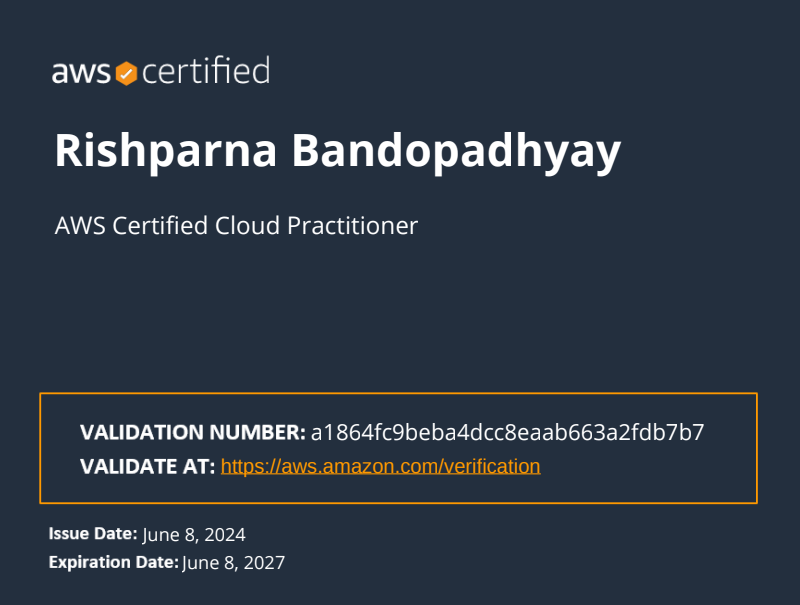 aws certified
Rishparna Bandopadhyay
AWS Certified Cloud Practitioner
VALIDATION NUMBER: a1864fc9beba4dcc8eaab663a2fdb7b7
VALIDATE AT: https://aws.amazon.com/verification
Issue Date: June 8, 2024
Expiration Date: June 8, 2027